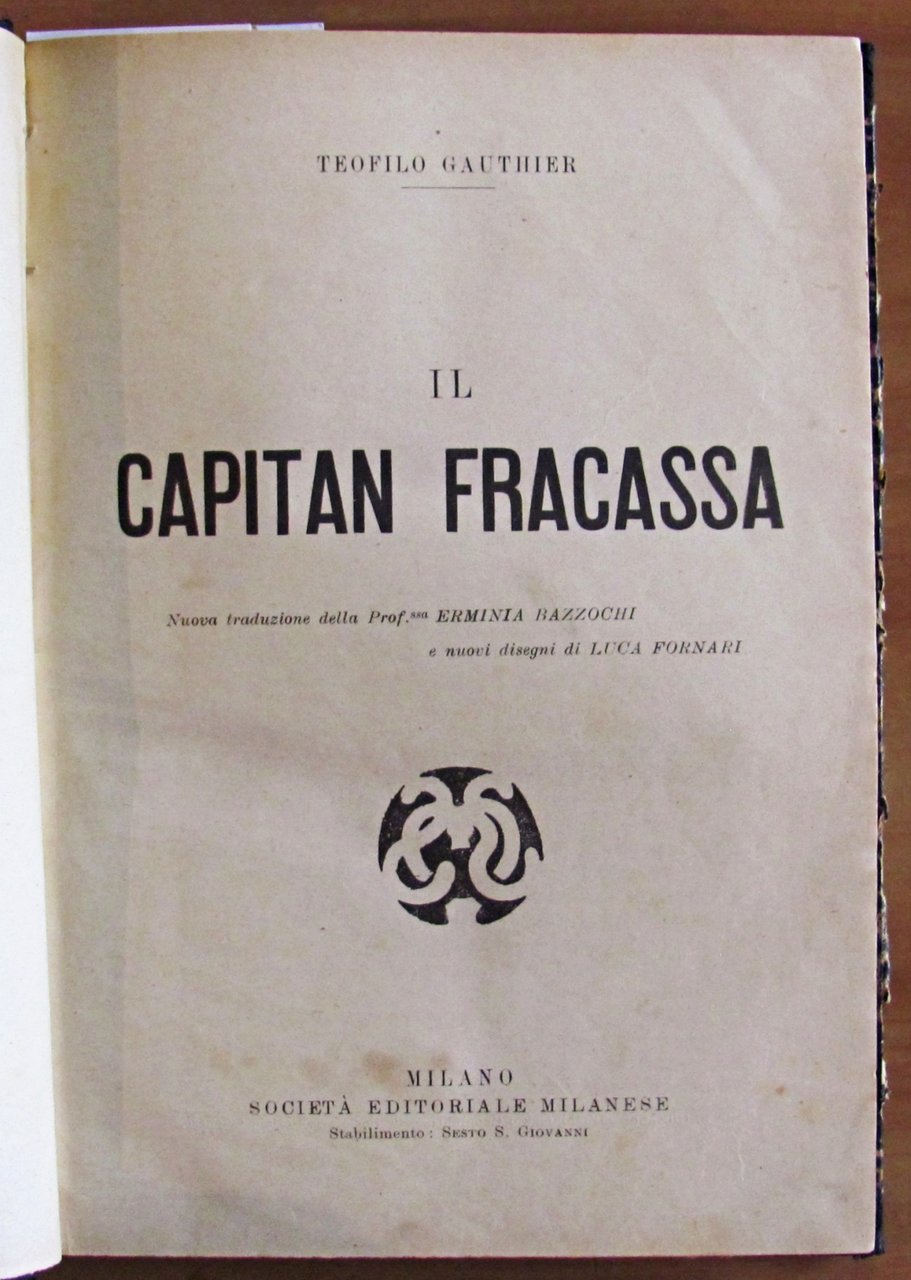 TEOFILO GAUTHIER
IL
CAPITAN FRACASSA
Nuova traduzione della Prof.ssa ERMINIA BAZZOCHI
e nuovi disegni di LUCA FORNARI
MILANO
SOCIETÀ EDITORIALE MILANESE
Stabilimento: SESTO S. GIOVANNI